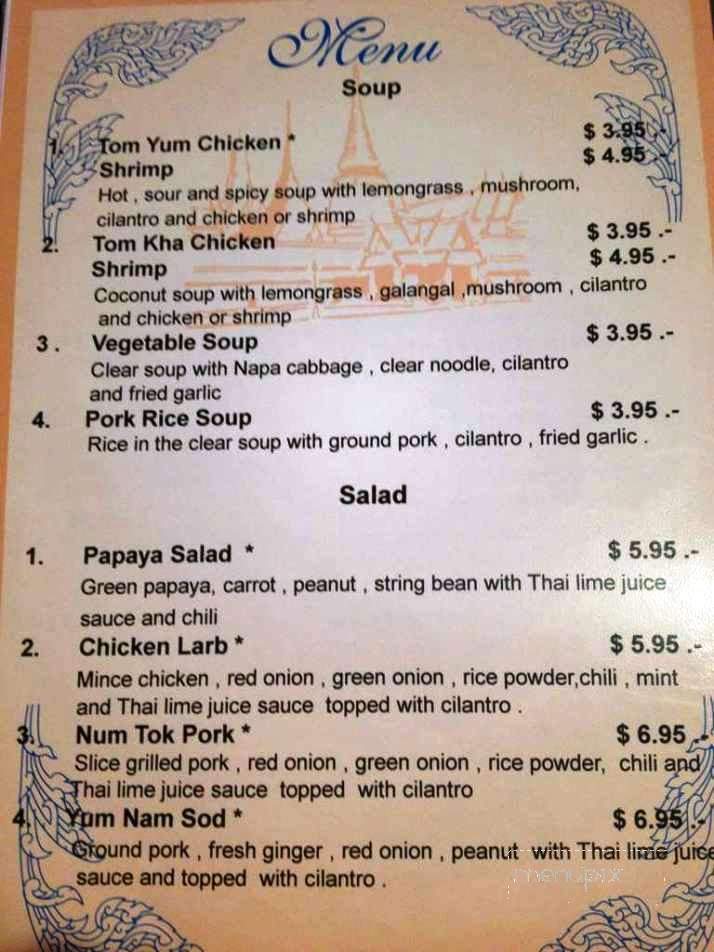 Menu
Soup
1. Tom Yum Chicken * $ 3.95 .-
Shrimp $ 4.95 .-
Hot , sour and spicy soup with lemongrass , mushroom,
cilantro and chicken or shrimp
2. Tom Kha Chicken $ 3.95 .-
Shrimp $ 4.95 .-
Coconut soup with lemongrass , galangal ,mushroom , cilantro
and chicken or shrimp
3 . Vegetable Soup $ 3.95 .-
Clear soup with Napa cabbage , clear noodle, cilantro
and fried garlic
4. Pork Rice Soup $ 3.95 .-
Rice in the clear soup with ground pork , cilantro , fried garlic .
Salad
1. Papaya Salad * $ 5.95 .-
Green papaya, carrot , peanut , string bean with Thai lime juice
sauce and chili
2. Chicken Larb * $ 5.95 .-
Mince chicken , red onion , green onion , rice powder,chili , mint
and Thai lime juice sauce topped with cilantro .
3. Num Tok Pork * $ 6.95 .-
Slice grilled pork , red onion , green onion , rice powder, chili and
Thai lime juice sauce topped with cilantro
4. Yum Nam Sod * $ 6.95 .-
Ground pork , fresh ginger , red onion , peanut with Thai lime juice
sauce and topped with cilantro .
menupix